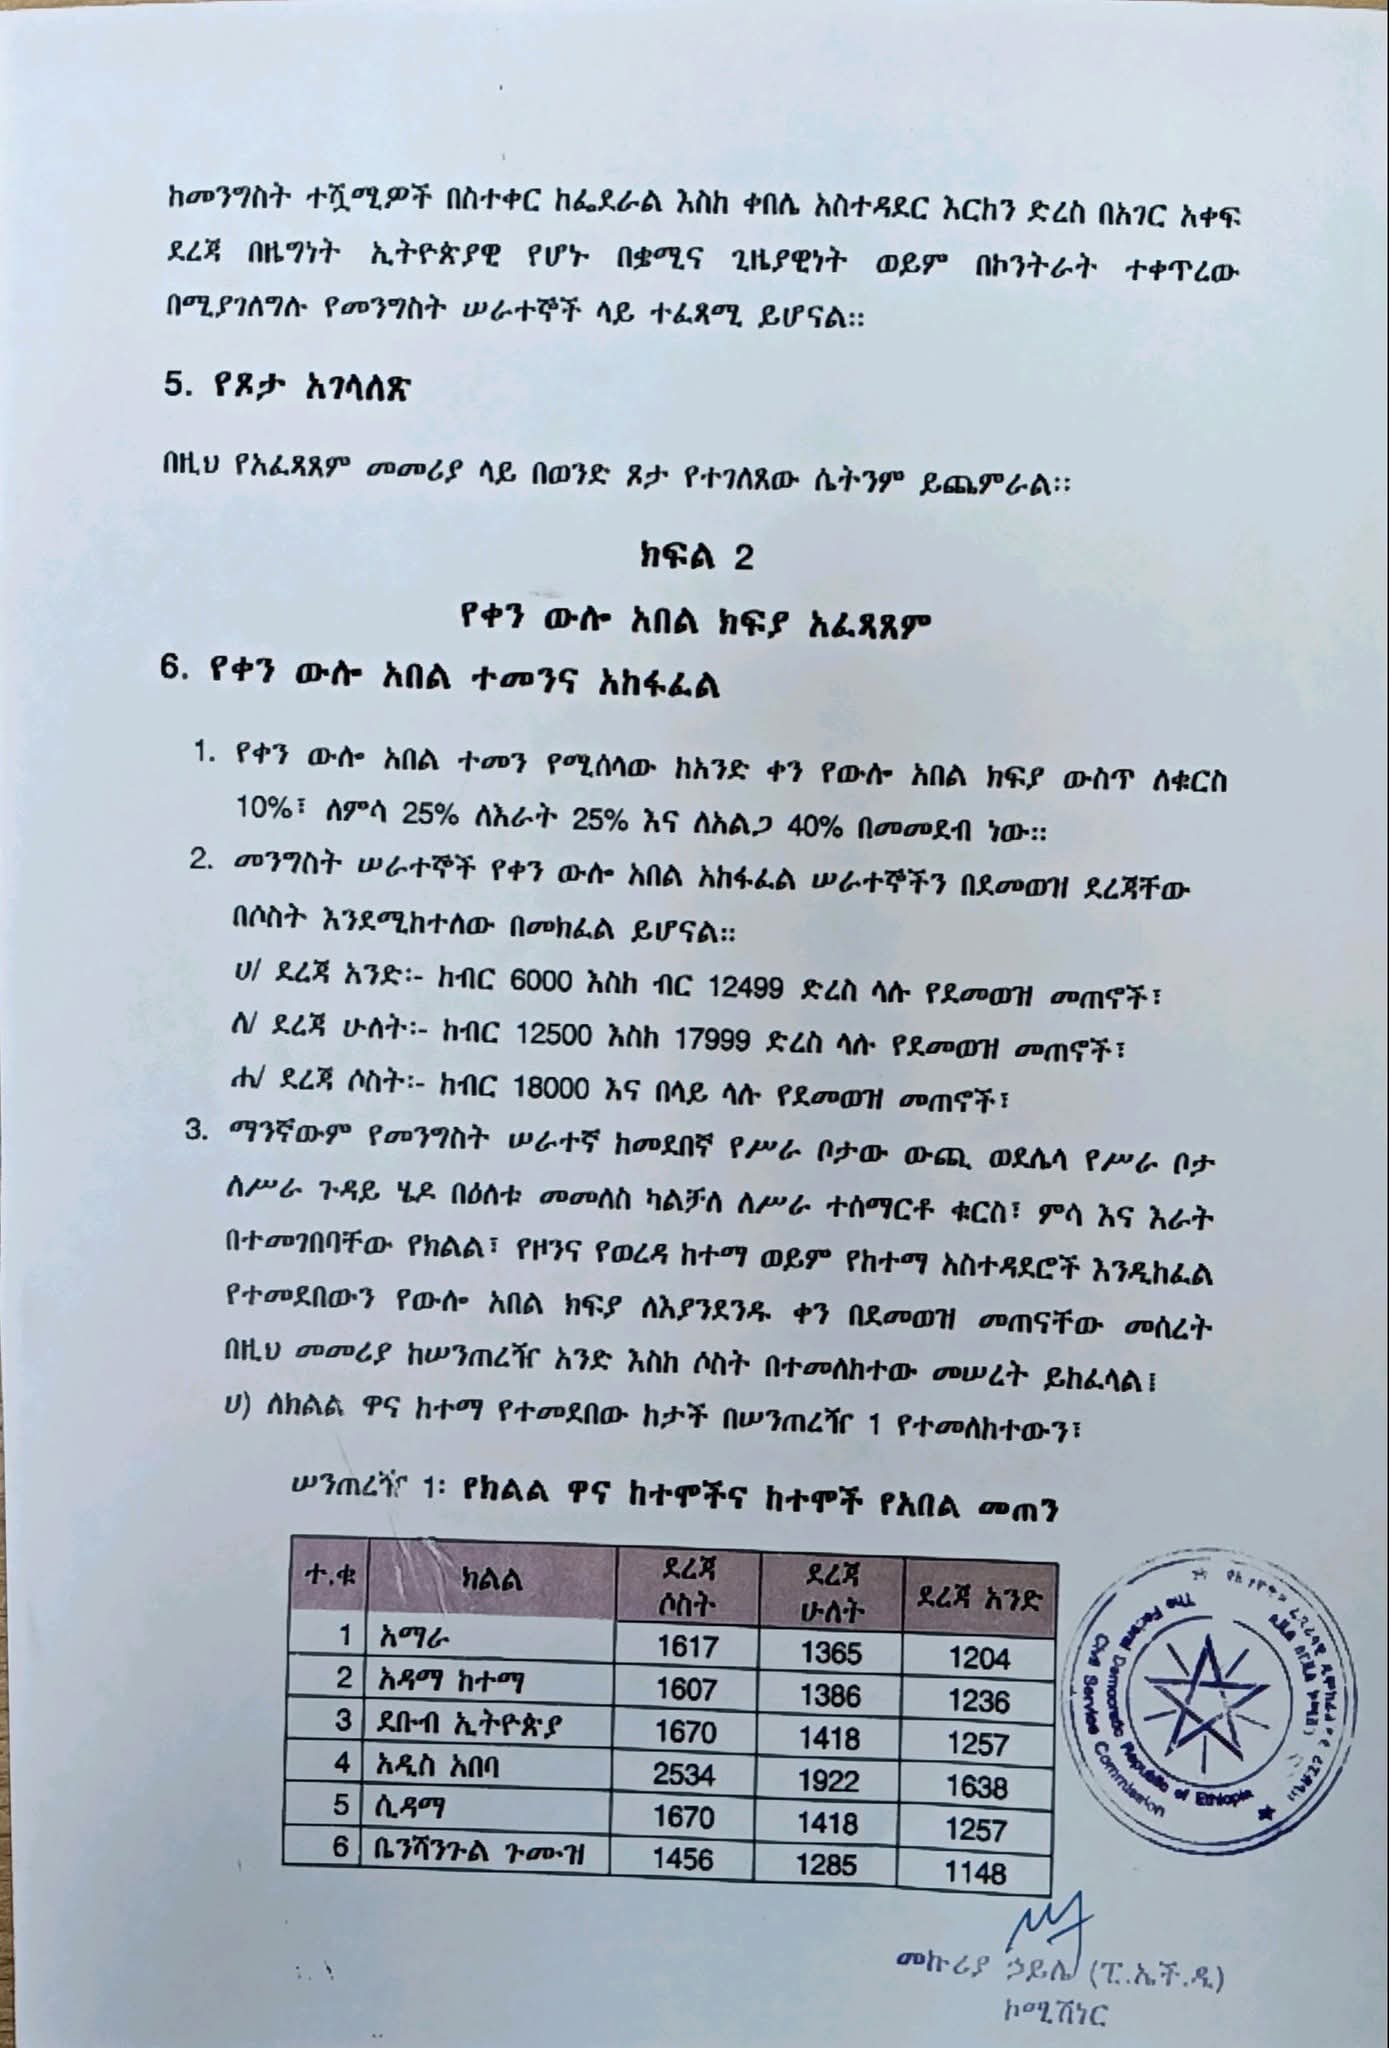 ከመንግስት ተሿሚዎች በስተቀር ከፌደራል እስከ ቀበሌ አስተዳደር እርከን ድረስ በአገር አቀፍ
ደረጃ በዜግነት ኢትዮጵያዊ የሆኑ በቋሚና ጊዜያዊነት ወይም በኮንትራት ተቀጥረው
በሚያገለግሉ የመንግስት ሠራተኞች ላይ ተፈጻሚ ይሆናል።
5. የጾታ አገላለጽ
በዚህ የአፈጻጸም መመሪያ ላይ በወንድ ጾታ የተገለጸው ሴትንም ይጨምራል።
ክፍል 2
የቀን ውሎ አበል ክፍያ አፈጻጸም
6. የቀን ውሎ አበል ተመንና አከፋፈል
1. የቀን ውሎ አበል ተመን የሚሰላው ከአንድ ቀን የውሎ አበል ክፍያ ውስጥ ለቁርስ
10%፣ ለምሳ 25% ለእራት 25% እና ለአልጋ 40% በመመደብ ነው።
2. መንግስት ሠራተኞች የቀን ውሎ አበል አከፋፈል ሠራተኞችን በደመወዝ ደረጃቸው
በሶስት እንደሚከተለው በመክፈል ይሆናል።
ሀ/ ደረጃ አንድ፡- ከብር 6000 እስከ ብር 12499 ድረስ ላሉ የደመወዝ መጠኖች፣
ለ/ ደረጃ ሁለት፡- ከብር 12500 እስከ 17999 ድረስ ላሉ የደመወዝ መጠኖች፣
ሐ/ ደረጃ ሶስት፡- ከብር 18000 እና በላይ ላሉ የደመወዝ መጠኖች፣
3. ማንኛውም የመንግስት ሠራተኛ ከመደበኛ የሥራ ቦታው ውጪ ወደሌላ የሥራ ቦታ
ለሥራ ጉዳይ ሄዶ በዕለቱ መመለስ ካልቻለ ለሥራ ተሰማርቶ ቁርስ፣ ምሳ እና እራት
በተመገበባቸው የክልል፣ የዞንና የወረዳ ከተማ ወይም የከተማ አስተዳደሮች እንዲከፈል
የተመደበውን የውሎ አበል ክፍያ ለእያንደንዱ ቀን በደመወዝ መጠናቸው መሰረት
በዚህ መመሪያ ከሠንጠረዥ አንድ እስከ ሶስት በተመለከተው መሠረት ይከፈላል፤
ሀ) ለክልል ዋና ከተማ የተመደበው ከታች በሠንጠረዥ 1 የተመለከተውን፣
ሠንጠረዥ 1፡ የክልል ዋና ከተሞችና ከተሞች የአበል መጠን
ተ.ቁ ክልል ደረጃ ሶስት ደረጃ ሁለት ደረጃ አንድ
1 አማራ 1617 1365 1204
2 አዳማ ከተማ 1607 1386 1236
3 ደቡብ ኢትዮጵያ 1670 1418 1257
4 አዲስ አበባ 2534 1922 1638
5 ሲዳማ 1670 1418 1257
6 ቤንሻንጉል ጉሙዝ 1456 1285 1148
The Federal Democratic Republic of Ethiopia
Civil Service Commission
መኩሪያ ኃይሌ (ፒ.ኤች.ዲ)
ኮሚሽነር